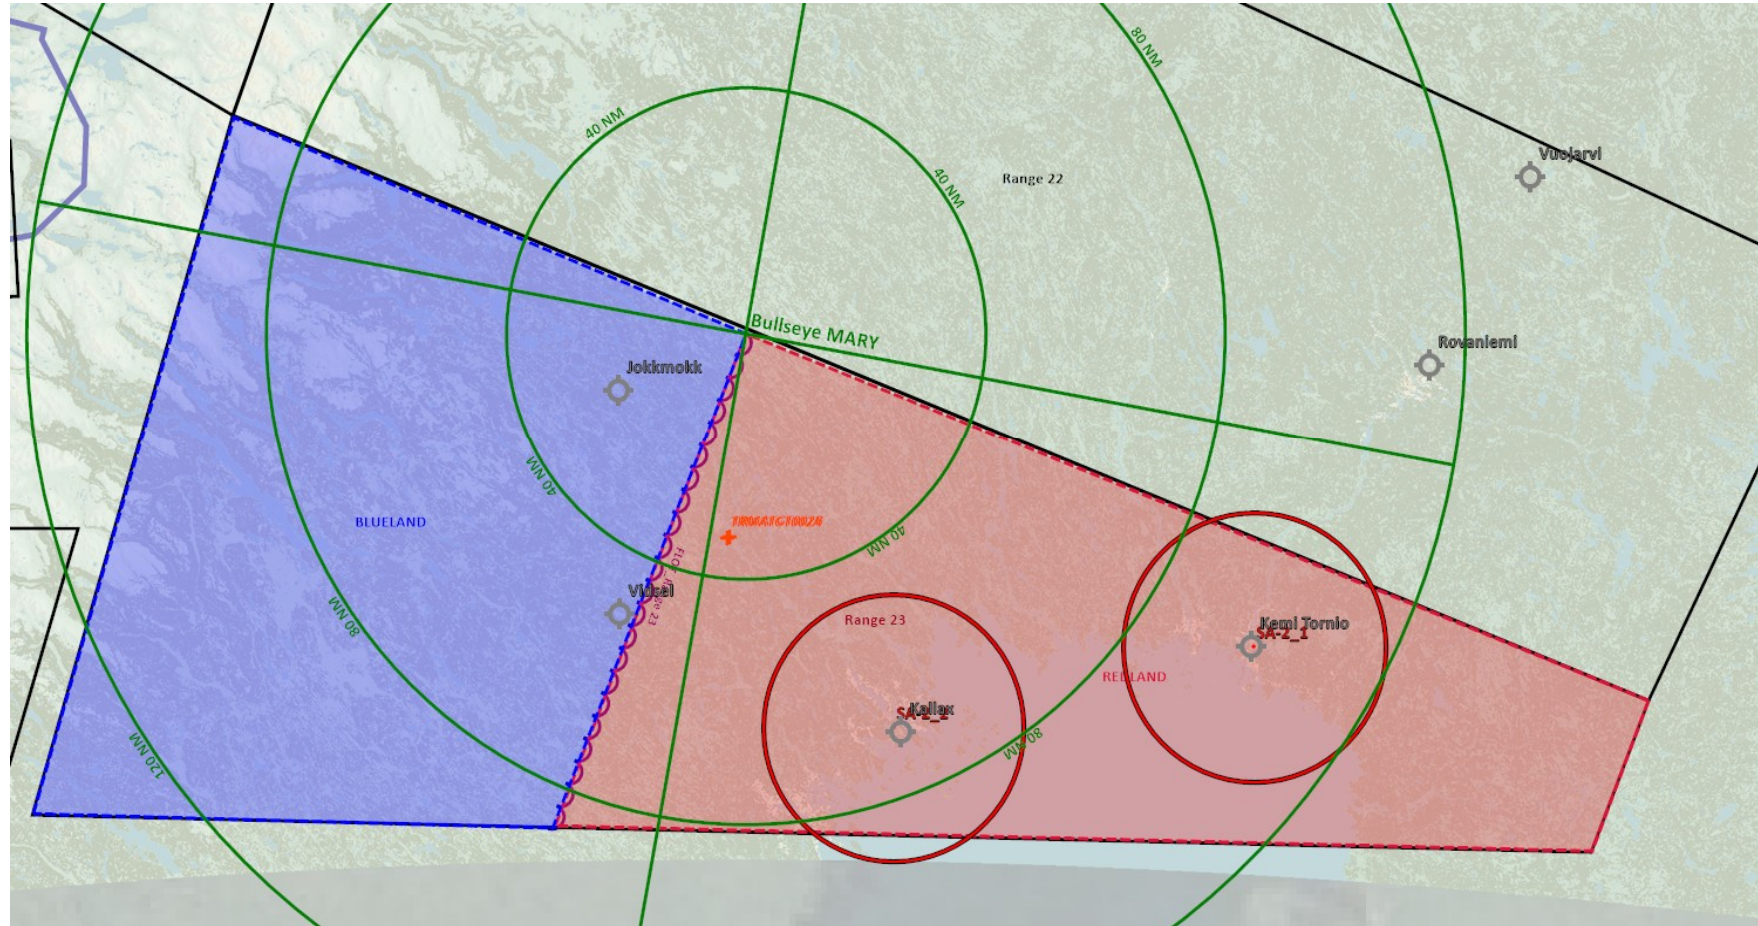 80 NM
40 NM
Vuojarvi
40 NM
Range 22
Bullseye MARY
Rovaniemi
Jokkmokk
40 NM
BLUELAND
40 NM
Vidsel
80 NM
Range 23
Kemi Tornio
SA-2_1
REDLAND
Kallax
80 NM
120 NM